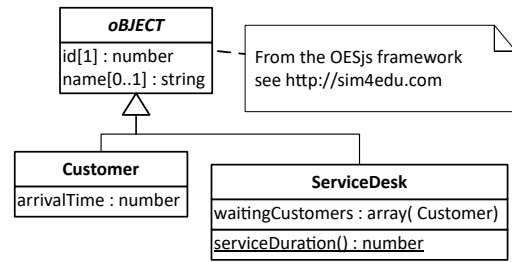 oBJECT
id[1] : number
name[0..1] : string
From the OESjs framework
see http://sim4edu.com
Customer
arrivalTime : number
ServiceDesk
waitingCustomers : array( Customer)
serviceDuration() : number